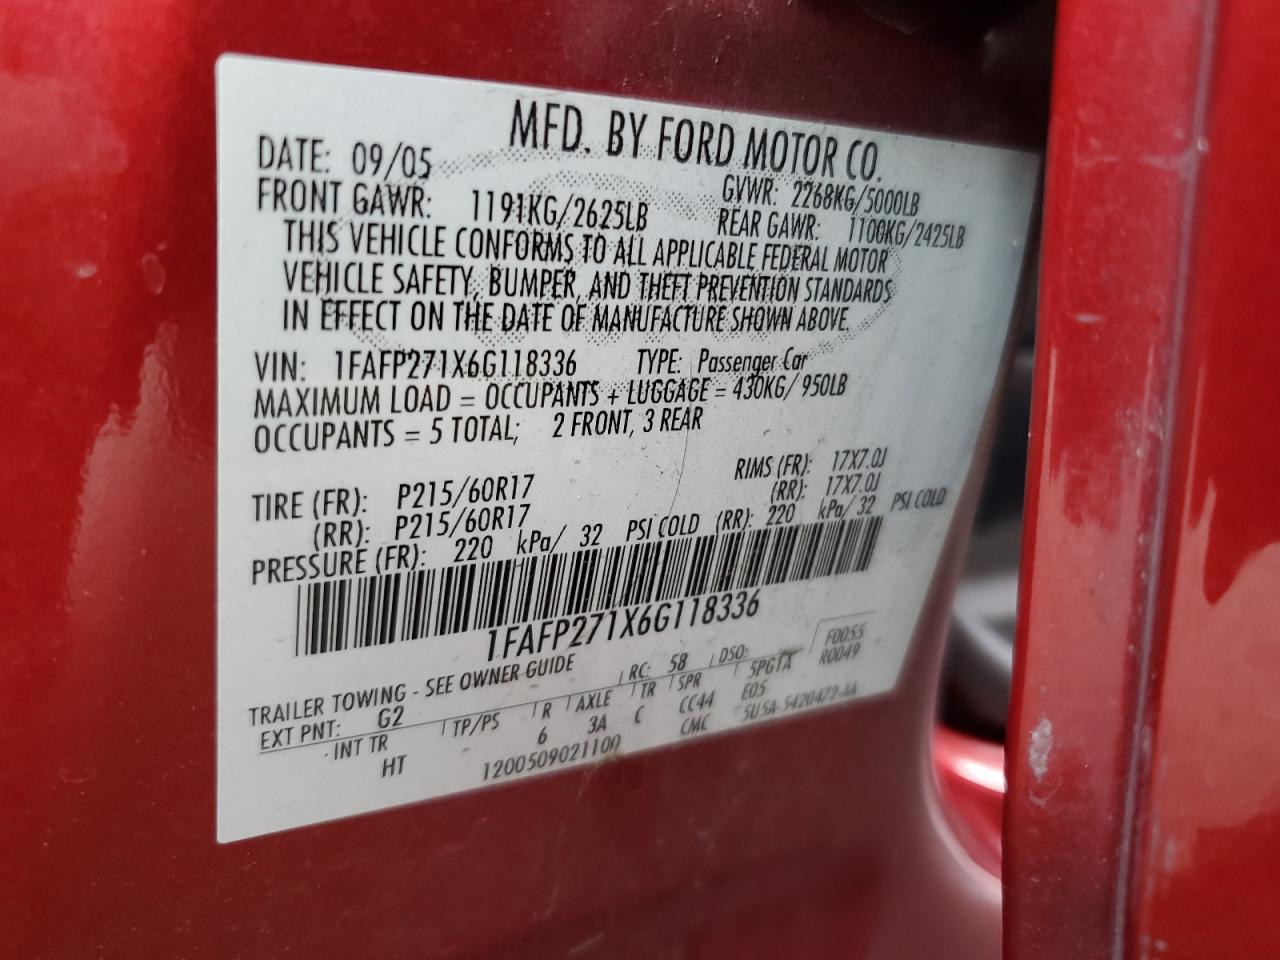 MFD. BY FORD MOTOR CO.
DATE: 09/05 GVWR: 2268KG/5000LB
FRONT GAWR: 1191KG/2625LB REAR GAWR: 1100KG/2425LB
THIS VEHICLE CONFORMS TO ALL APPLICABLE FEDERAL MOTOR
VEHICLE SAFETY, BUMPER, AND THEFT PREVENTION STANDARDS
IN EFFECT ON THE DATE OF MANUFACTURE SHOWN ABOVE.
VIN: 1FAFP271X6G118336 TYPE: Passenger Car
MAXIMUM LOAD = OCCUPANTS + LUGGAGE = 430KG/ 950LB
OCCUPANTS = 5 TOTAL; 2 FRONT, 3 REAR
TIRE (FR): P215/60R17 RIMS (FR): 17X7.0J
(RR): P215/60R17 (RR): 17X7.0J
PRESSURE (FR): 220 kPa/ 32 PSI COLD (RR): 220 kPa/ 32 PSI COLD
1FAFP271X6G118336
TRAILER TOWING - SEE OWNER GUIDE
EXT PNT: G2 RC: 58 DSO: F0055
R0049
INT TR TP/PS R AXLE TR SPR 5PGTA
HT 6 3A C CC44 E05
1200509021100 CMC 5U5A-5420472-AA